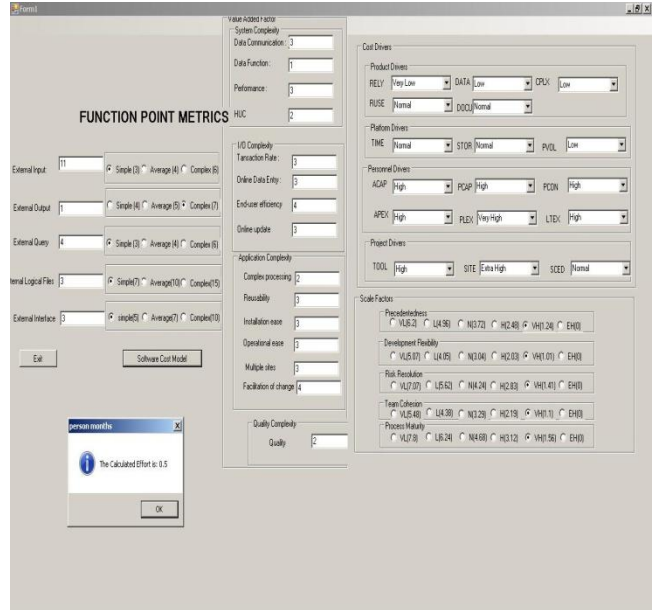 Form1
FUNCTION POINT METRICS
External Input 11 Simple (3) Average (4) Complex (6)
External Output 1 Simple (4) Average (5) Complex (7)
External Query 4 Simple (3) Average (4) Complex (6)
ternal Logical Files 3 Simple(7) Average(10) Complex(15)
External Interface 3 simple(5) Average(7) Complex(10)
Exit Software Cost Model
person months X
The Calculated Effort is: 0.5
OK
Value Added Factor
System Complexity
Data Communication : 3
Data Function : 1
Performance : 3
HUC 2
I/O Complexity
Tansaction Rate : 3
Online Data Entry : 3
End-user efficiency 4
Online update 3
Application Complexity
Complex processing 2
Reusability 3
Installation ease 3
Operational ease 3
Multiple sites 3
Facilitation of change 4
Quality Complexity
Quality 2
Cost Drivers
Product Drivers
RELY Very Low DATA Low CPLX Low
RUSE Normal DOCU Normal
Platform Drivers
TIME Normal STOR Normal PVOL Low
Personnel Drivers
ACAP High PCAP High PCON High
APEX High PLEX Very High LTEX High
Project Drivers
TOOL High SITE Extra High SCED Normal
Scale Factors
Precedentedness
VL(6.2) L(4.96) N(3.72) H(2.48) VH(1.24) EH(0)
Development Flexibility
VL(5.07) L(4.05) N(3.04) H(2.03) VH(1.01) EH(0)
Risk Resolution
VL(7.07) L(5.62) N(4.24) H(2.83) VH(1.41) EH(0)
Team Cohesion
VL(5.48) L(4.38) N(3.29) H(2.19) VH(1.1) EH(0)
Process Maturity
VL(7.8) L(6.24) N(4.68) H(3.12) VH(1.56) EH(0)